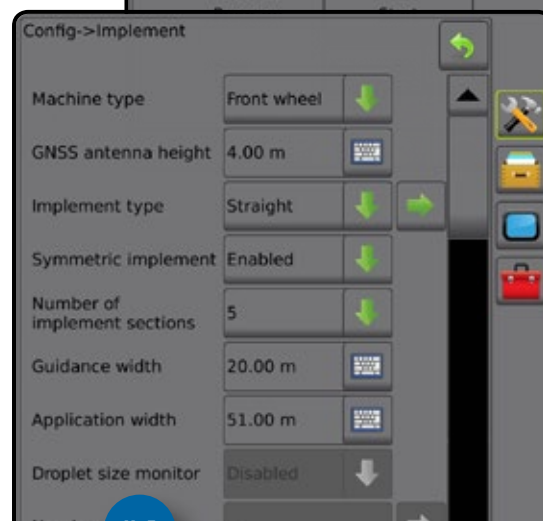 Config->Implement
Machine type Front wheel
GNSS antenna height 4.00 m
Implement type Straight
Symmetric implement Enabled
Number of
implement sections 5
Guidance width 20.00 m
Application width 51.00 m
Droplet size monitor Disabled